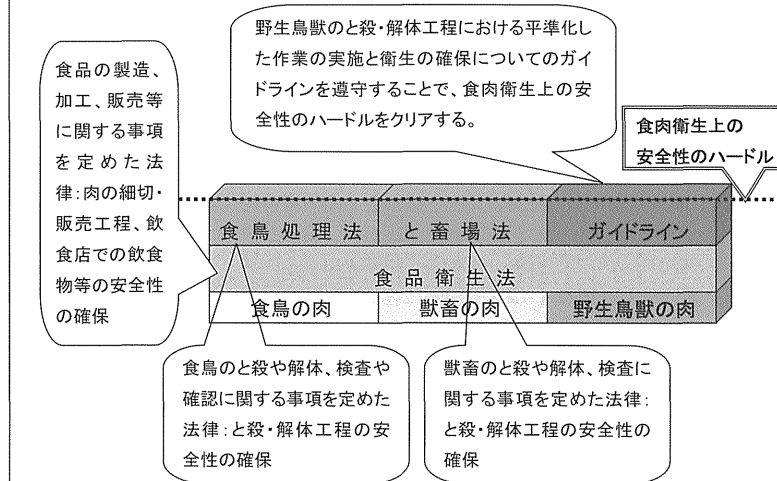 野生鳥獣のと殺・解体工程における平準化し
た作業の実施と衛生の確保についてのガイ
ドラインを遵守することで、食肉衛生上の安
全性のハードルをクリアする。
食品の製造、
加工、販売等
に関する事項
を定めた法
律:肉の細切・
販売工程、飲
食店での飲食
物等の安全性
の確保
食肉衛生上の
安全性のハードル
食鳥処理法
と畜場法
ガイドライン
食品衛生法
食鳥の肉
獣畜の肉
野生鳥獣の肉
食鳥のと殺や解体、検査や
確認に関する事項を定めた
法律:と殺・解体工程の安
全性の確保
獣畜のと殺や解体、検査に
関する事項を定めた法律:
と殺・解体工程の安全性の
確保